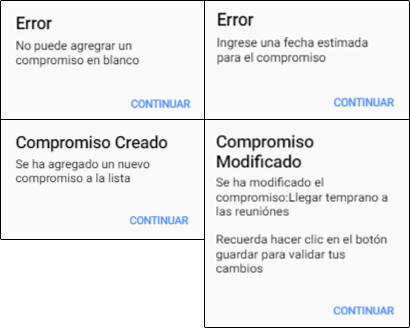 Error
No puede agregrar un
compromiso en blanco
CONTINUAR
Error
Ingrese una fecha estimada
para el compromiso
CONTINUAR
Compromiso Creado
Se ha agregado un nuevo
compromiso a la lista
CONTINUAR
Compromiso
Modificado
Se ha modificado el
compromiso:Llegar temprano a
las reuniónes
Recuerda hacer clic en el botón
guardar para validar tus
cambios
CONTINUAR